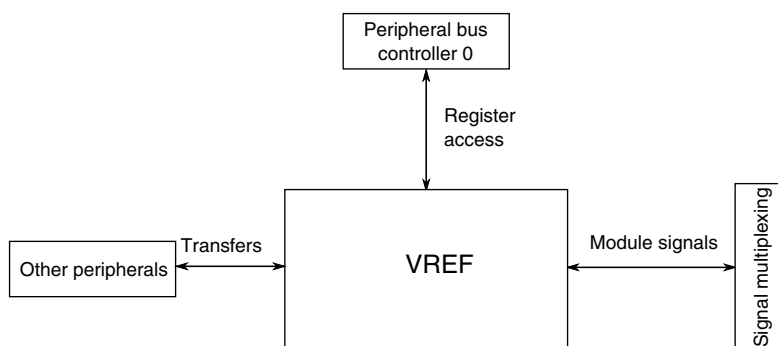 Peripheral bus
controller 0
Register
access
Transfers
Other peripherals
VREF
Module signals
Signal multiplexing